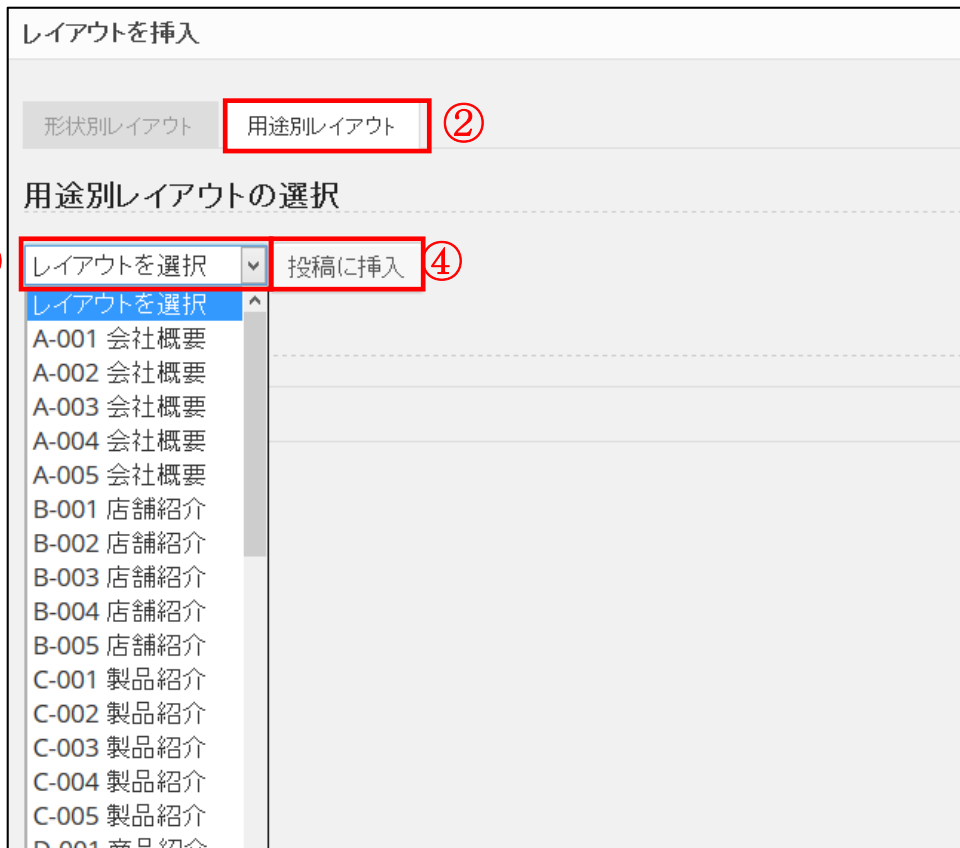 レイアウトを挿入
形状別レイアウト 用途別レイアウト ②
用途別レイアウトの選択
レイアウトを選択 投稿に挿入 ④
レイアウトを選択
A-001 会社概要
A-002 会社概要
A-003 会社概要
A-004 会社概要
A-005 会社概要
B-001 店舗紹介
B-002 店舗紹介
B-003 店舗紹介
B-004 店舗紹介
B-005 店舗紹介
C-001 製品紹介
C-002 製品紹介
C-003 製品紹介
C-004 製品紹介
C-005 製品紹介
D-001 商品紹介